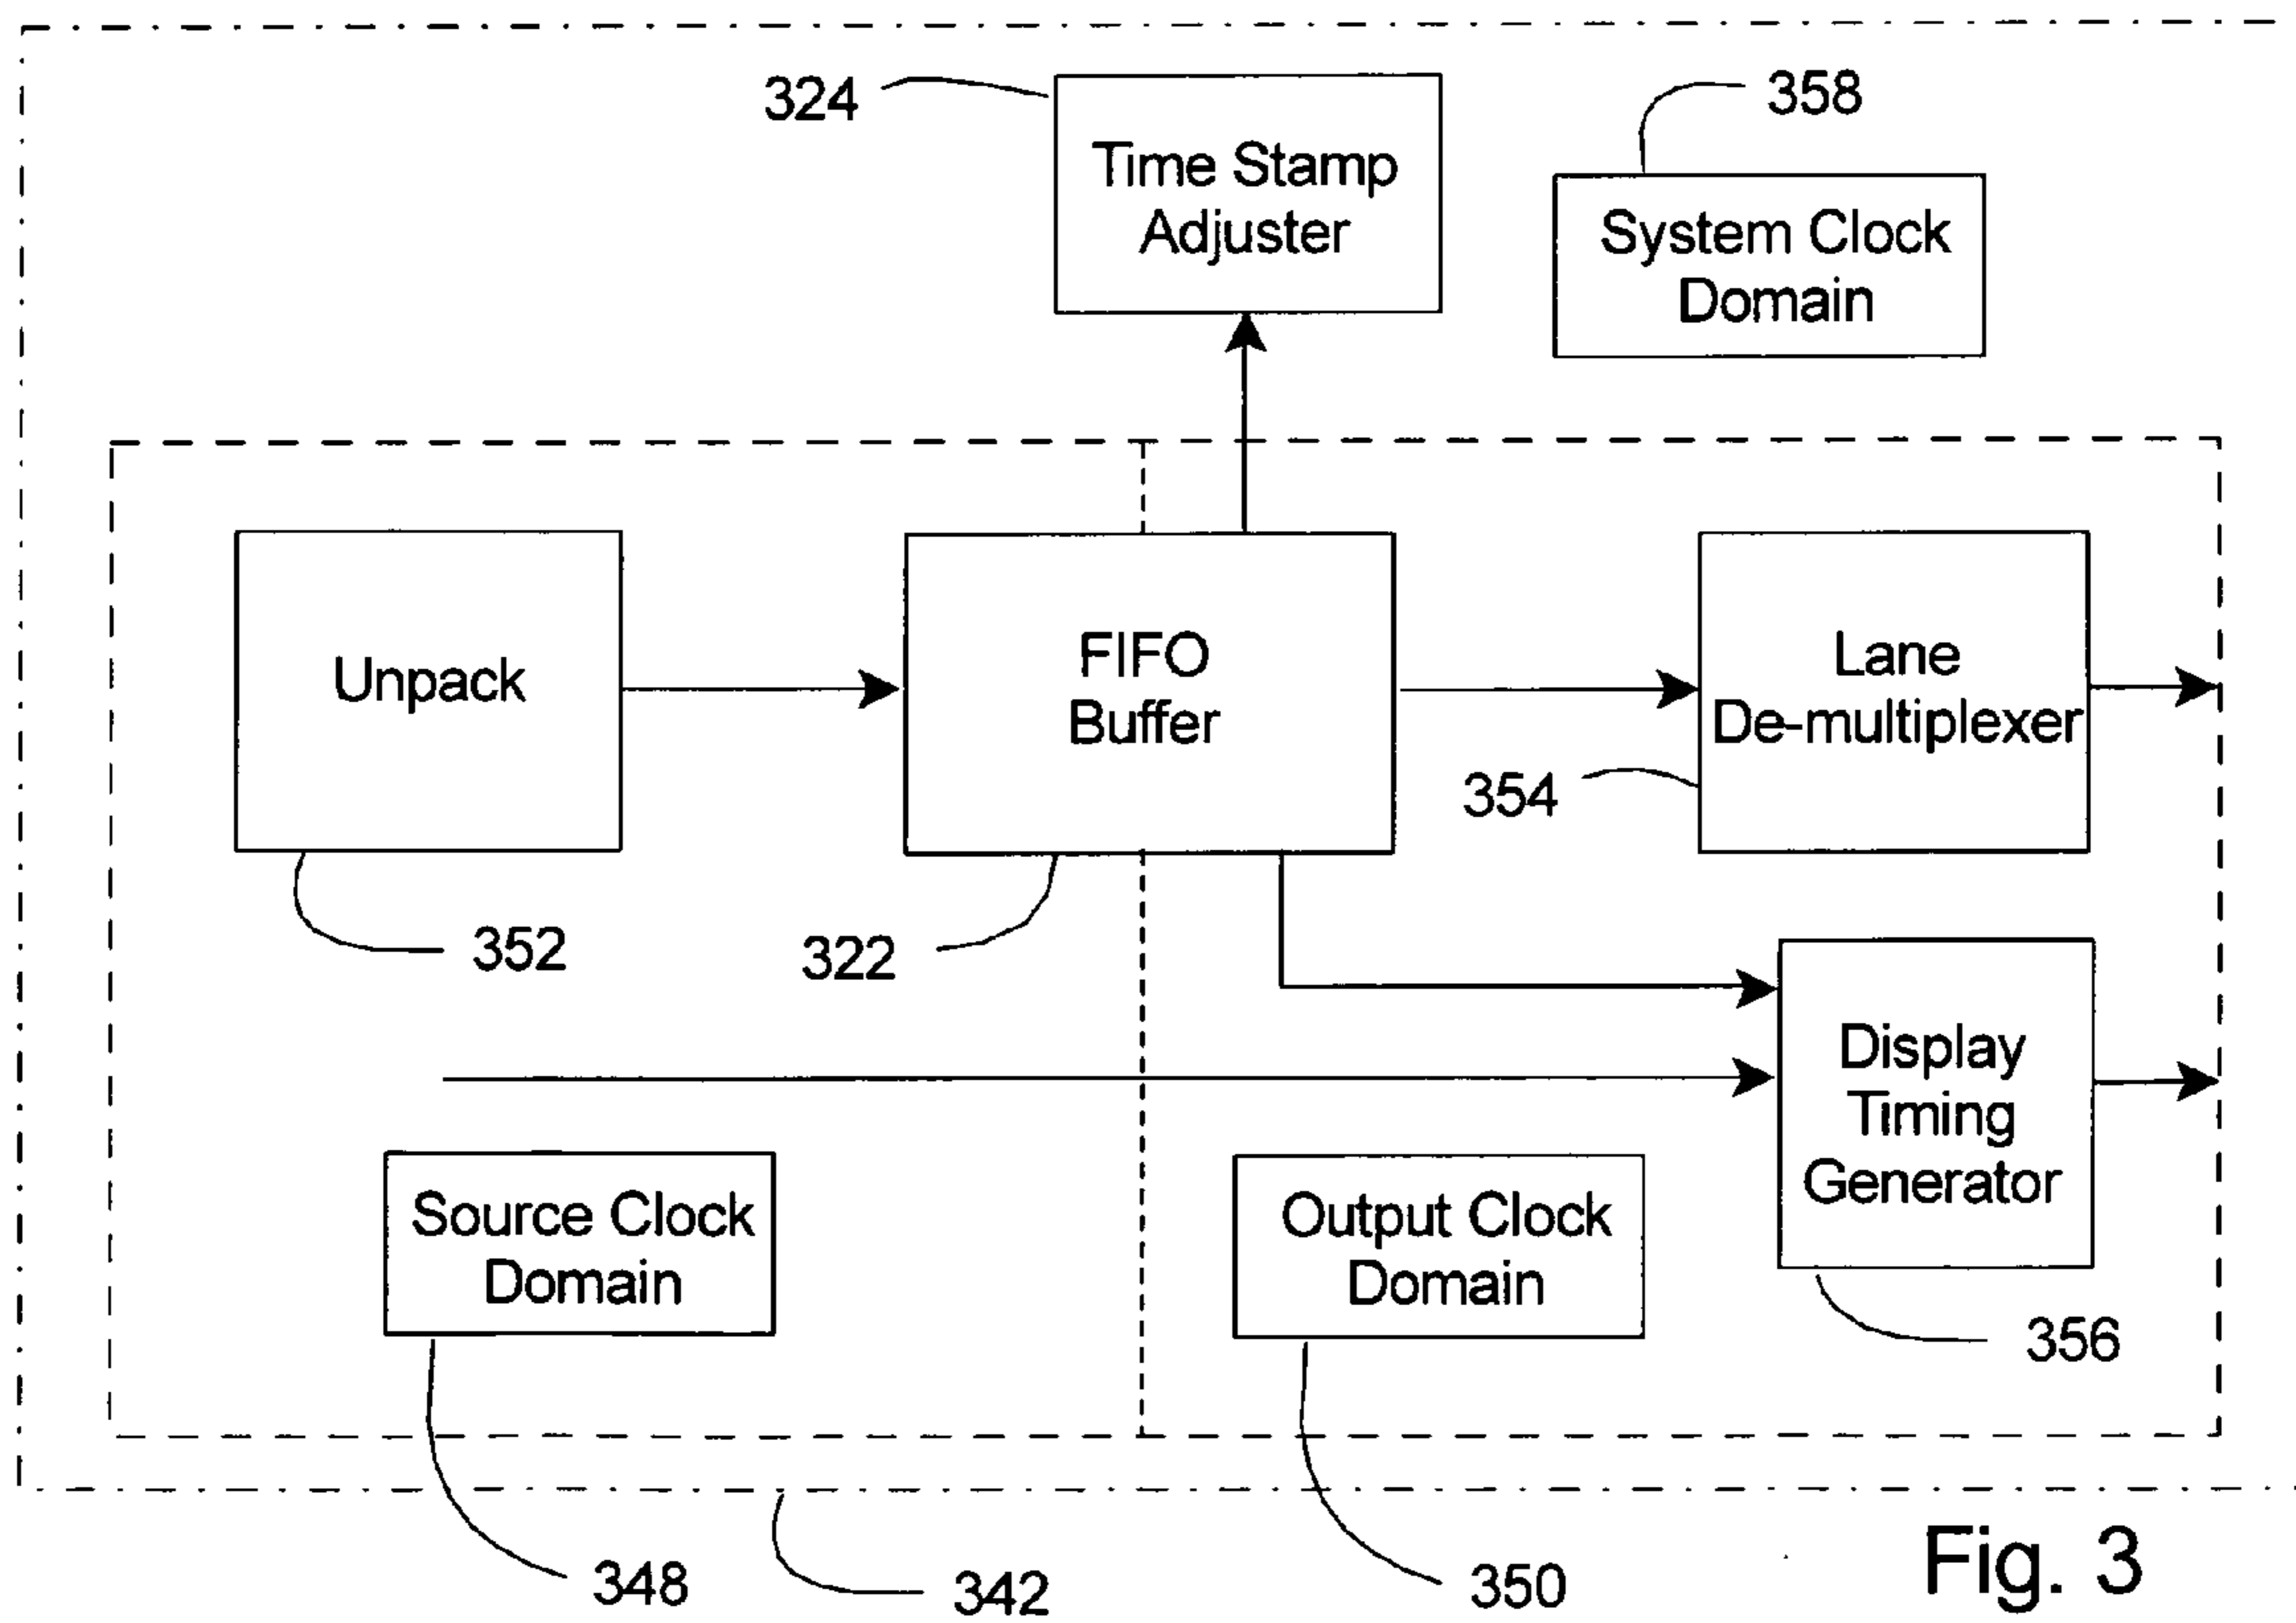 324
Time Stamp
Adjuster
358
System Clock
Domain
Unpack
FIFO
Buffer
Lane
De-multiplexer
354
352
322
Display
Timing
Generator
Source Clock
Domain
Output Clock
Domain
356
348
342
350
Fig. 3